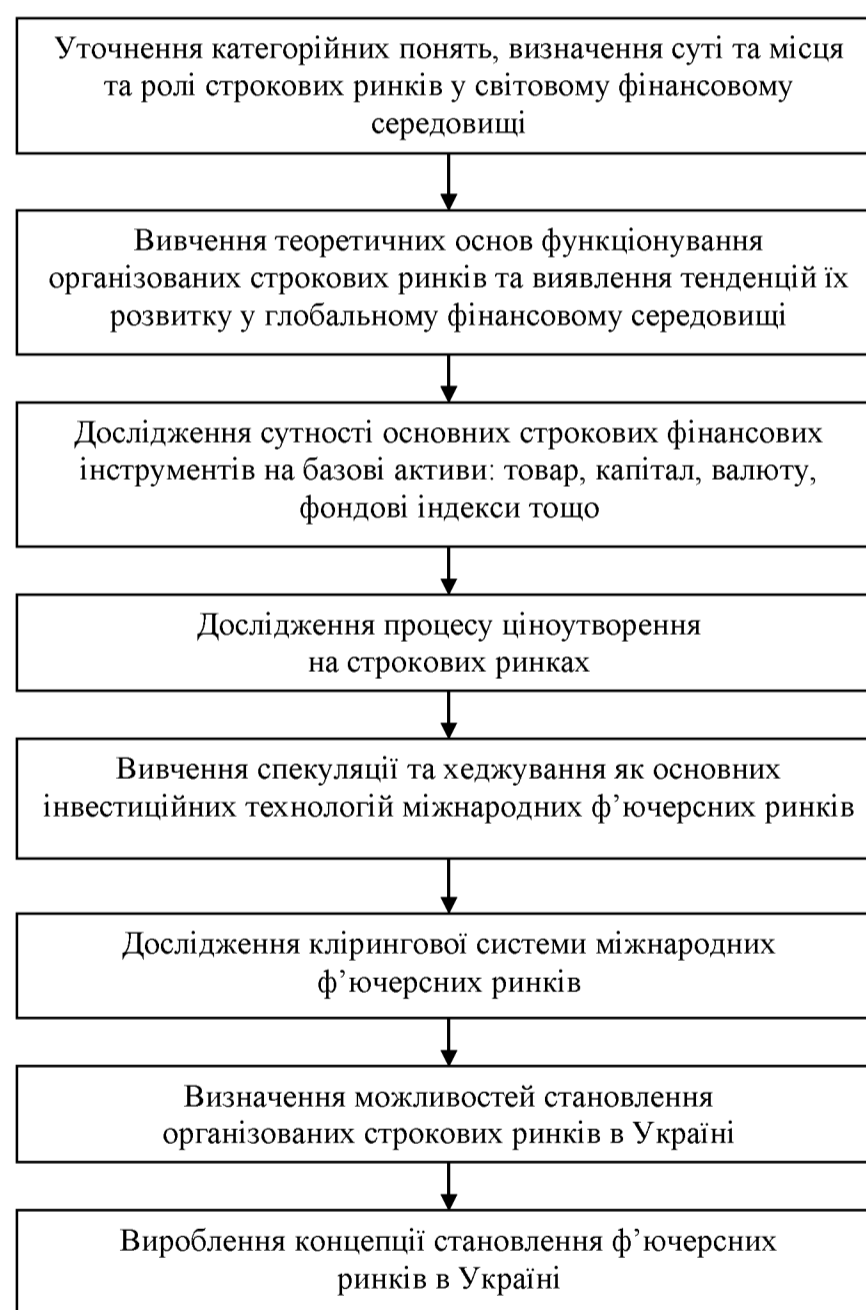 Уточнення категорійних понять, визначення суті та місця
та ролі строкових ринків у світовому фінансовому
середовищі
Вивчення теоретичних основ функціонування
організованих строкових ринків та виявлення тенденцій їх
розвитку у глобальному фінансовому середовищі
Дослідження сутності основних строкових фінансових
інструментів на базові активи: товар, капітал, валюту,
фондові індекси тощо
Дослідження процесу ціноутворення
на строкових ринках
Вивчення спекуляції та хеджування як основних
інвестиційних технологій міжнародних ф’ючерсних ринків
Дослідження клірингової системи міжнародних
ф’ючерсних ринків
Визначення можливостей становлення
організованих строкових ринків в Україні
Вироблення концепції становлення ф’ючерсних
ринків в Україні